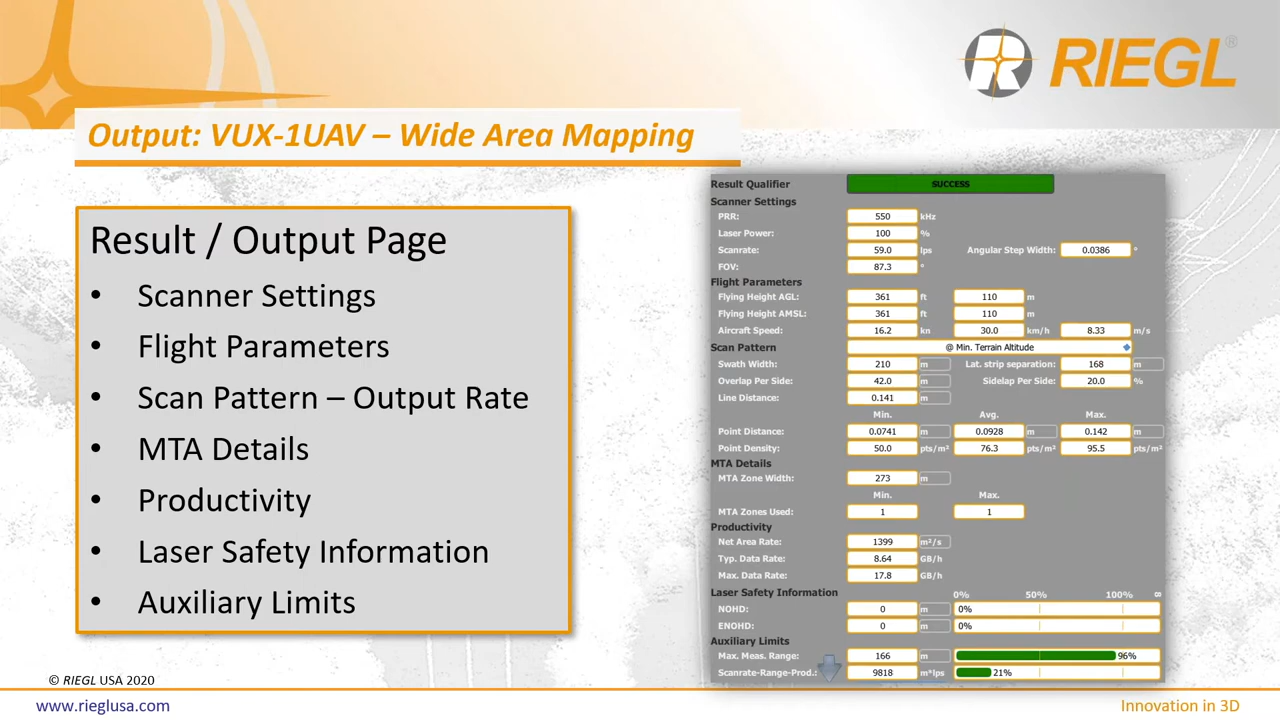 RIEGL®
Output: VUX-1UAV – Wide Area Mapping
Result / Output Page
• Scanner Settings
• Flight Parameters
• Scan Pattern – Output Rate
• MTA Details
• Productivity
• Laser Safety Information
• Auxiliary Limits
Result Qualifier SUCCESS
Scanner Settings
PRR: 550 kHz
Laser Power: 100 %
Scanrate: 59.0 lps Angular Step Width: 0.0386 °
FOV: 87.3 °
Flight Parameters
Flying Height AGL: 361 ft 110 m
Flying Height AMSL: 361 ft 110 m
Aircraft Speed: 16.2 kn 30.0 km/h 8.33 m/s
Scan Pattern @ Min. Terrain Altitude
Swath Width: 210 m Lat. strip separation: 168 m
Overlap Per Side: 42.0 m Sidelap Per Side: 20.0 %
Line Distance: 0.141 m
Min. Avg. Max.
Point Distance: 0.0741 m 0.0928 m 0.142 m
Point Density: 50.0 pts/m² 76.3 pts/m² 95.5 pts/m²
MTA Details
MTA Zone Width: 273 m
Min. Max.
MTA Zones Used: 1 1
Productivity
Net Area Rate: 1399 m²/s
Typ. Data Rate: 8.64 GB/h
Max. Data Rate: 17.8 GB/h
Laser Safety Information 0% 50% 100% ∞
NOHD: 0 m 0%
ENOHD: 0 m 0%
Auxiliary Limits
Max. Meas. Range: 166 m 96%
Scanrate-Range-Prod.: 9818 m*lps 21%
© RIEGL USA 2020
www.rieglusa.com
Innovation in 3D